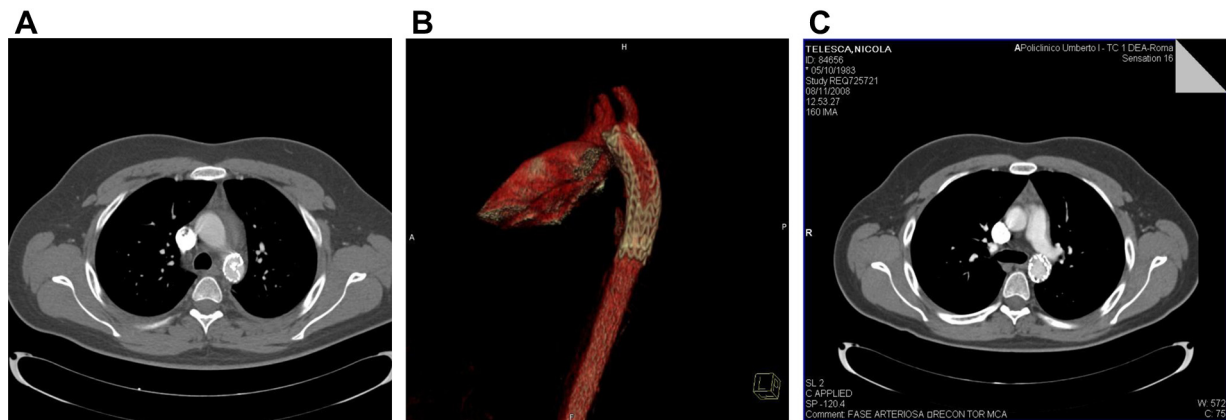 A
B
C
H
A
P
F
L
TELESCA,NICOLA
ID: 84656
* 05/10/1983
Study REQ725721
08/11/2008
12.53.27
160 IMA
APoliclinico Umberto I - TC 1 DEA-Roma
Sensation 16
R
SL 2
C APPLIED
SP -120.4
Comment: FASE ARTERIOSA αRECON TOR MCA
W: 572
C: 75